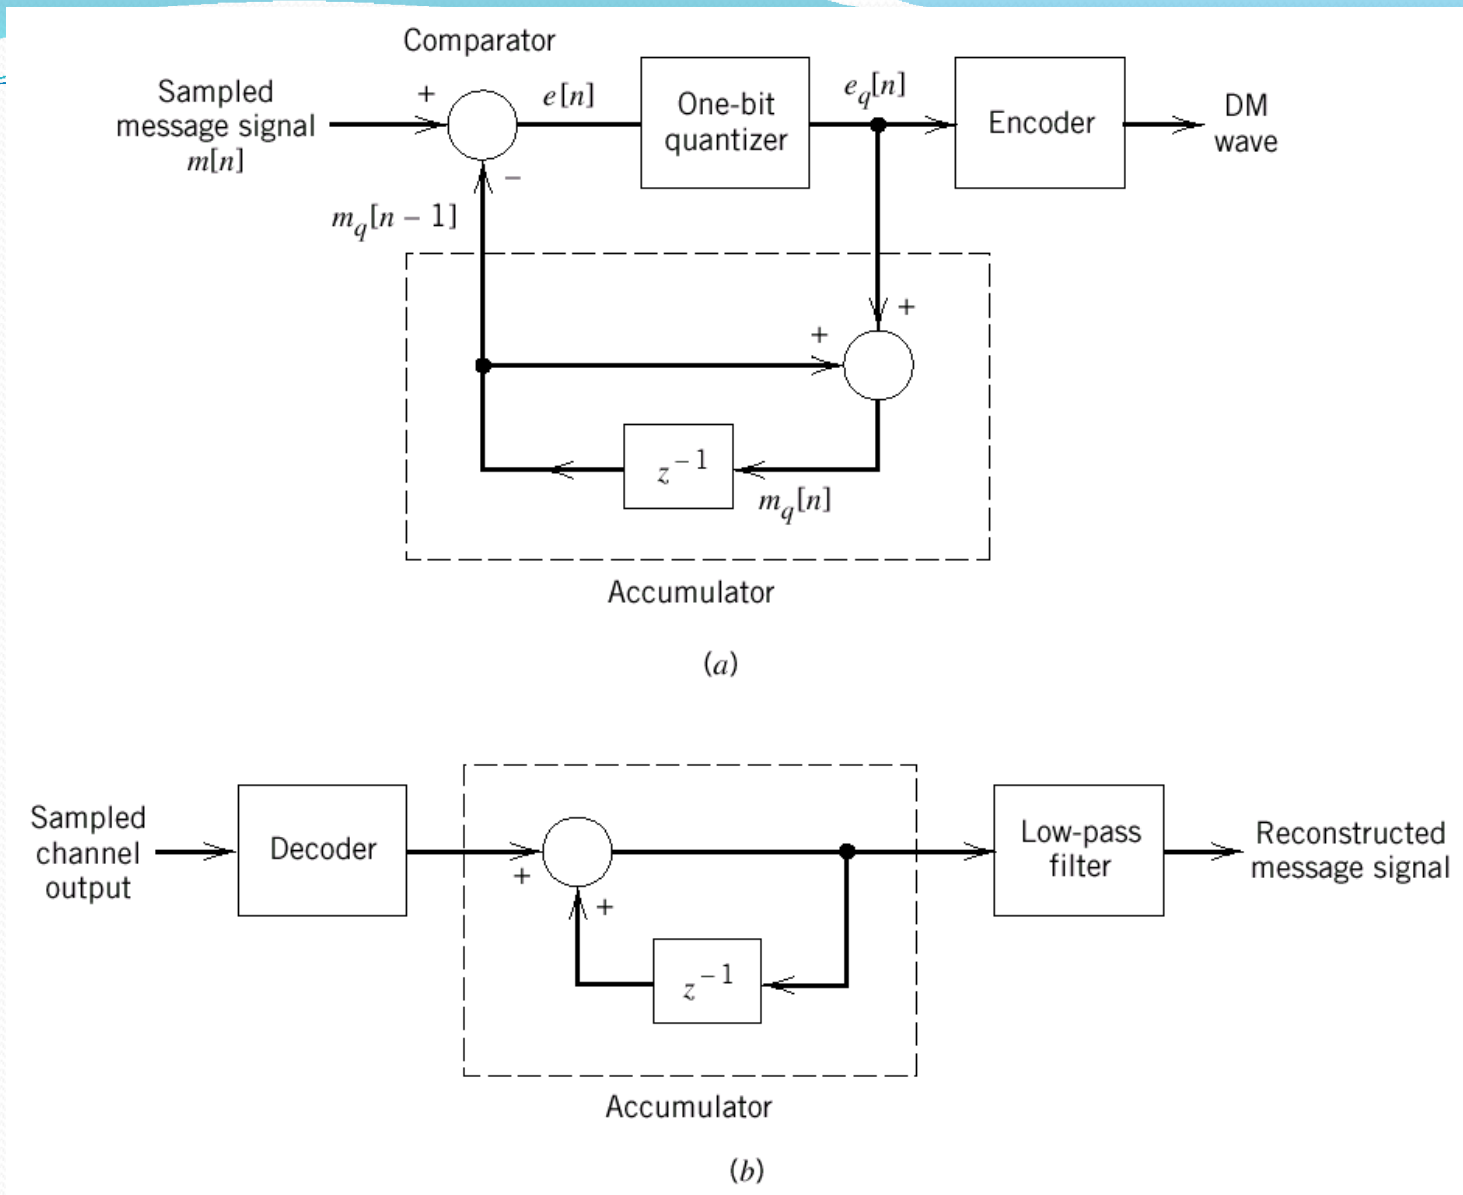 Comparator
Sampled
message signal
m[n]
+
e[n]
One-bit
quantizer
e_q[n]
Encoder
DM
wave
−
m_q[n − 1]
+
+
z^{−1}
m_q[n]
Accumulator
(a)
Sampled
channel
output
Decoder
+
+
z^{−1}
Low-pass
filter
Reconstructed
message signal
Accumulator
(b)